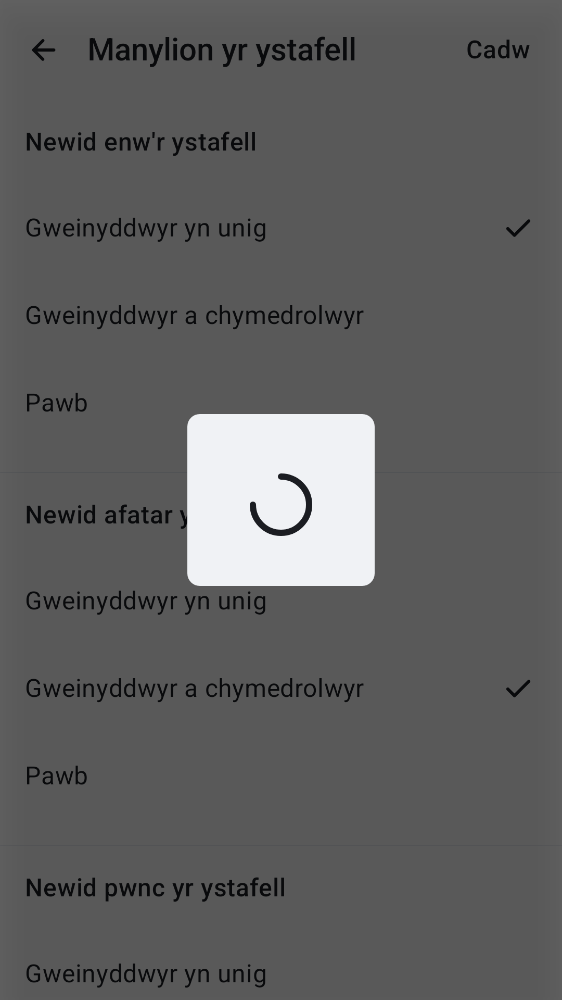 Manylion yr ystafell
Cadw
Newid enw'r ystafell
Gweinyddwyr yn unig
Gweinyddwyr a chymedrolwyr
Pawb
Newid afatar
Gweinyddwyr yn unig
Gweinyddwyr a chymedrolwyr
Pawb
Newid pwnc yr ystafell
Gweinyddwyr yn unig